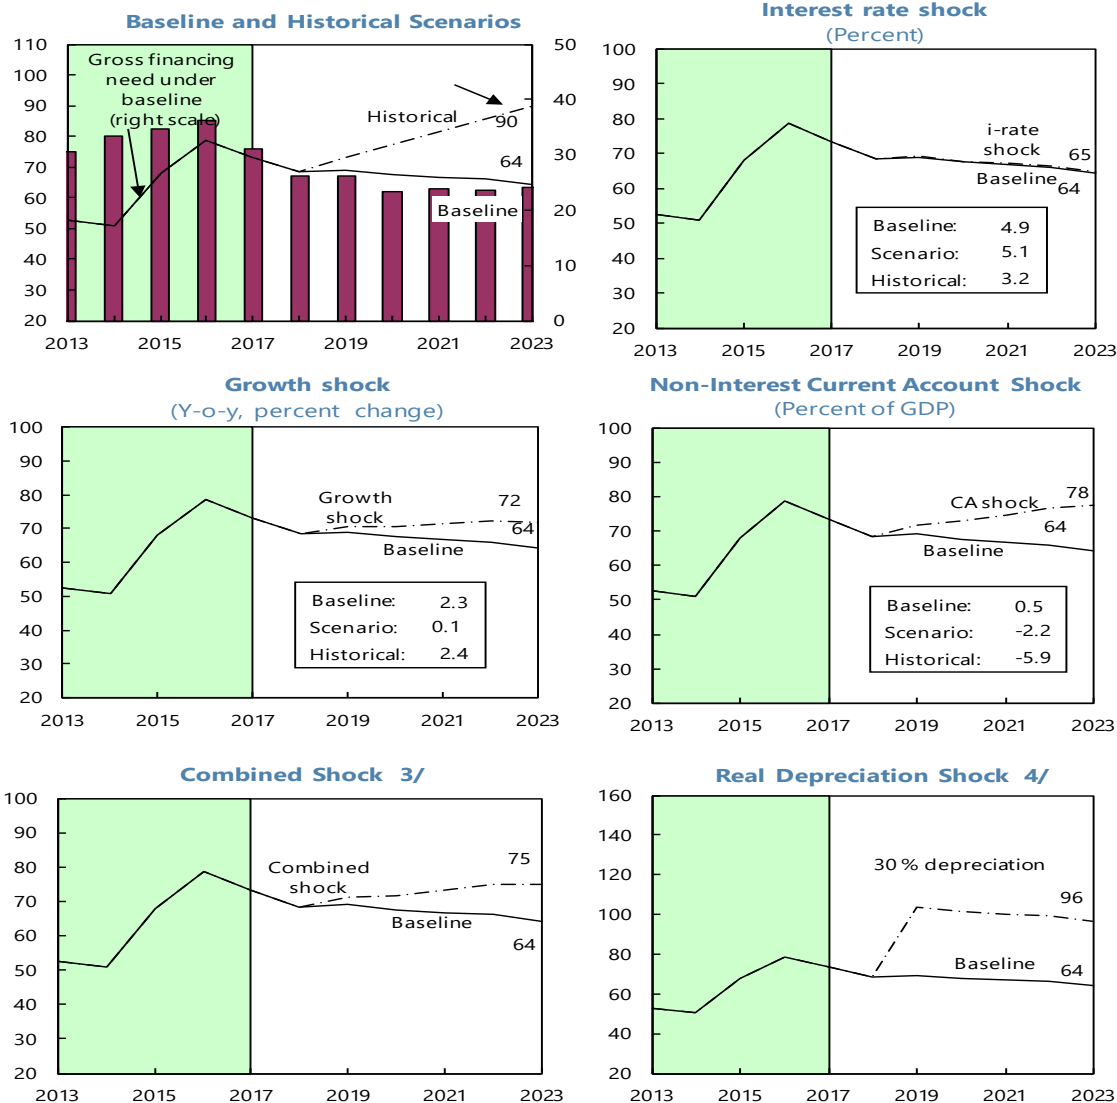 Baseline and Historical Scenarios
110
100
90
80
70
60
50
40
30
20
50
40
30
20
10
0
Gross financing
need under
baseline
(right scale)
Historical
90
64
Baseline
2013 2015 2017 2019 2021 2023
Interest rate shock
(Percent)
100
90
80
70
60
50
40
30
20
i-rate
shock
65
Baseline
64
Baseline: 4.9
Scenario: 5.1
Historical: 3.2
2013 2015 2017 2019 2021 2023
Growth shock
(Y-o-y, percent change)
100
90
80
70
60
50
40
30
20
Growth
shock
72
64
Baseline
Baseline: 2.3
Scenario: 0.1
Historical: 2.4
2013 2015 2017 2019 2021 2023
Non-Interest Current Account Shock
(Percent of GDP)
100
90
80
70
60
50
40
30
20
CA shock
78
64
Baseline
Baseline: 0.5
Scenario: -2.2
Historical: -5.9
2013 2015 2017 2019 2021 2023
Combined Shock 3/
100
90
80
70
60
50
40
30
20
Combined
shock
75
Baseline
64
2013 2015 2017 2019 2021 2023
Real Depreciation Shock 4/
160
140
120
100
80
60
40
20
30 % depreciation
96
Baseline
64
2013 2015 2017 2019 2021 2023